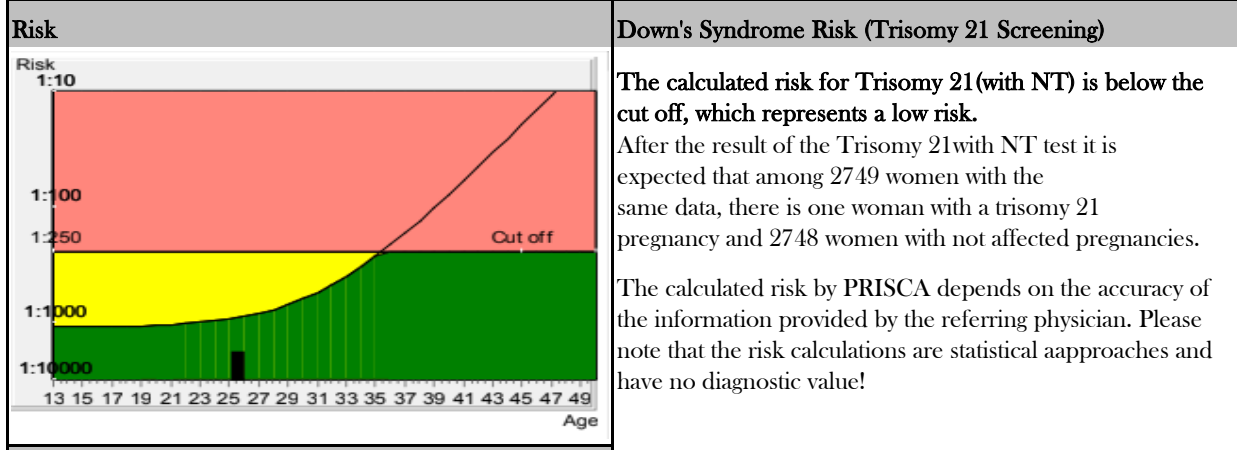 Risk
Risk
1:10
1:100
1:250
Cut off
1:1000
1:10000
13 15 17 19 21 23 25 27 29 31 33 35 37 39 41 43 45 47 49
Age
Down's Syndrome Risk (Trisomy 21 Screening)
The calculated risk for Trisomy 21(with NT) is below the
cut off, which represents a low risk.
After the result of the Trisomy 21with NT test it is
expected that among 2749 women with the
same data, there is one woman with a trisomy 21
pregnancy and 2748 women with not affected pregnancies.
The calculated risk by PRISCA depends on the accuracy of
the information provided by the referring physician. Please
note that the risk calculations are statistical aapproaches and
have no diagnostic value!